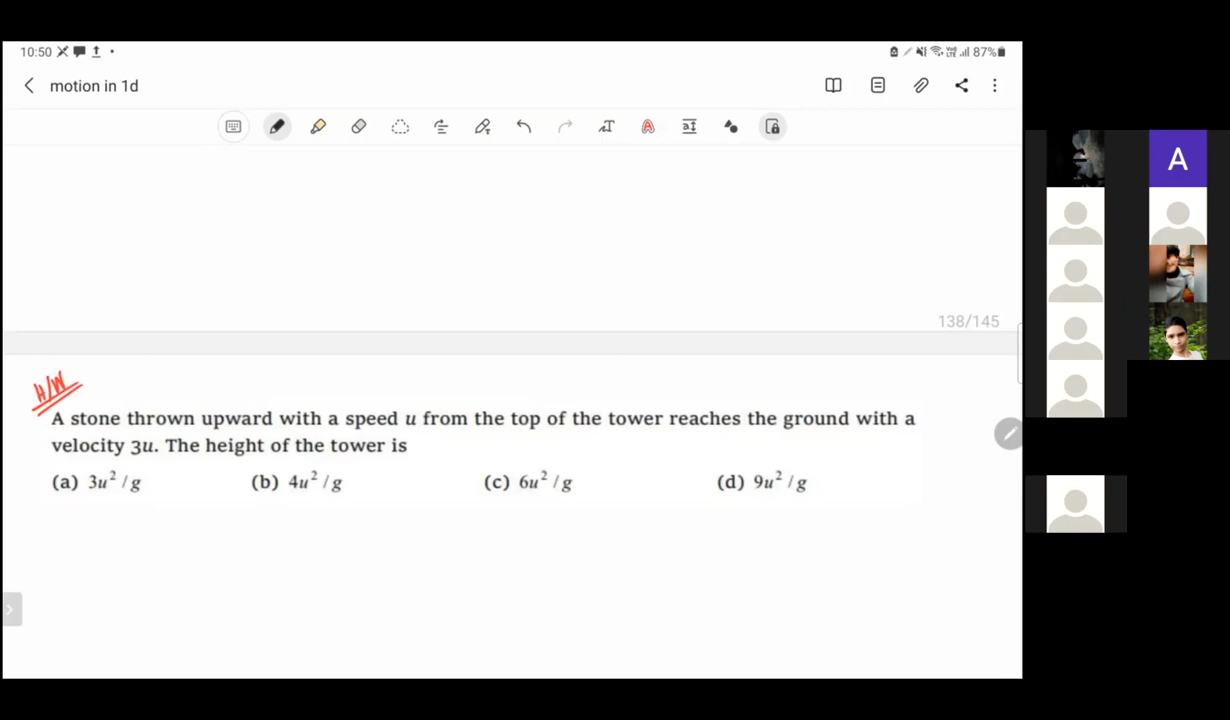 10:50
87%
motion in 1d
138/145
A
H/W
A stone thrown upward with a speed u from the top of the tower reaches the ground with a
velocity 3u. The height of the tower is
(a) 3u² / g (b) 4u² / g (c) 6u² / g (d) 9u² / g